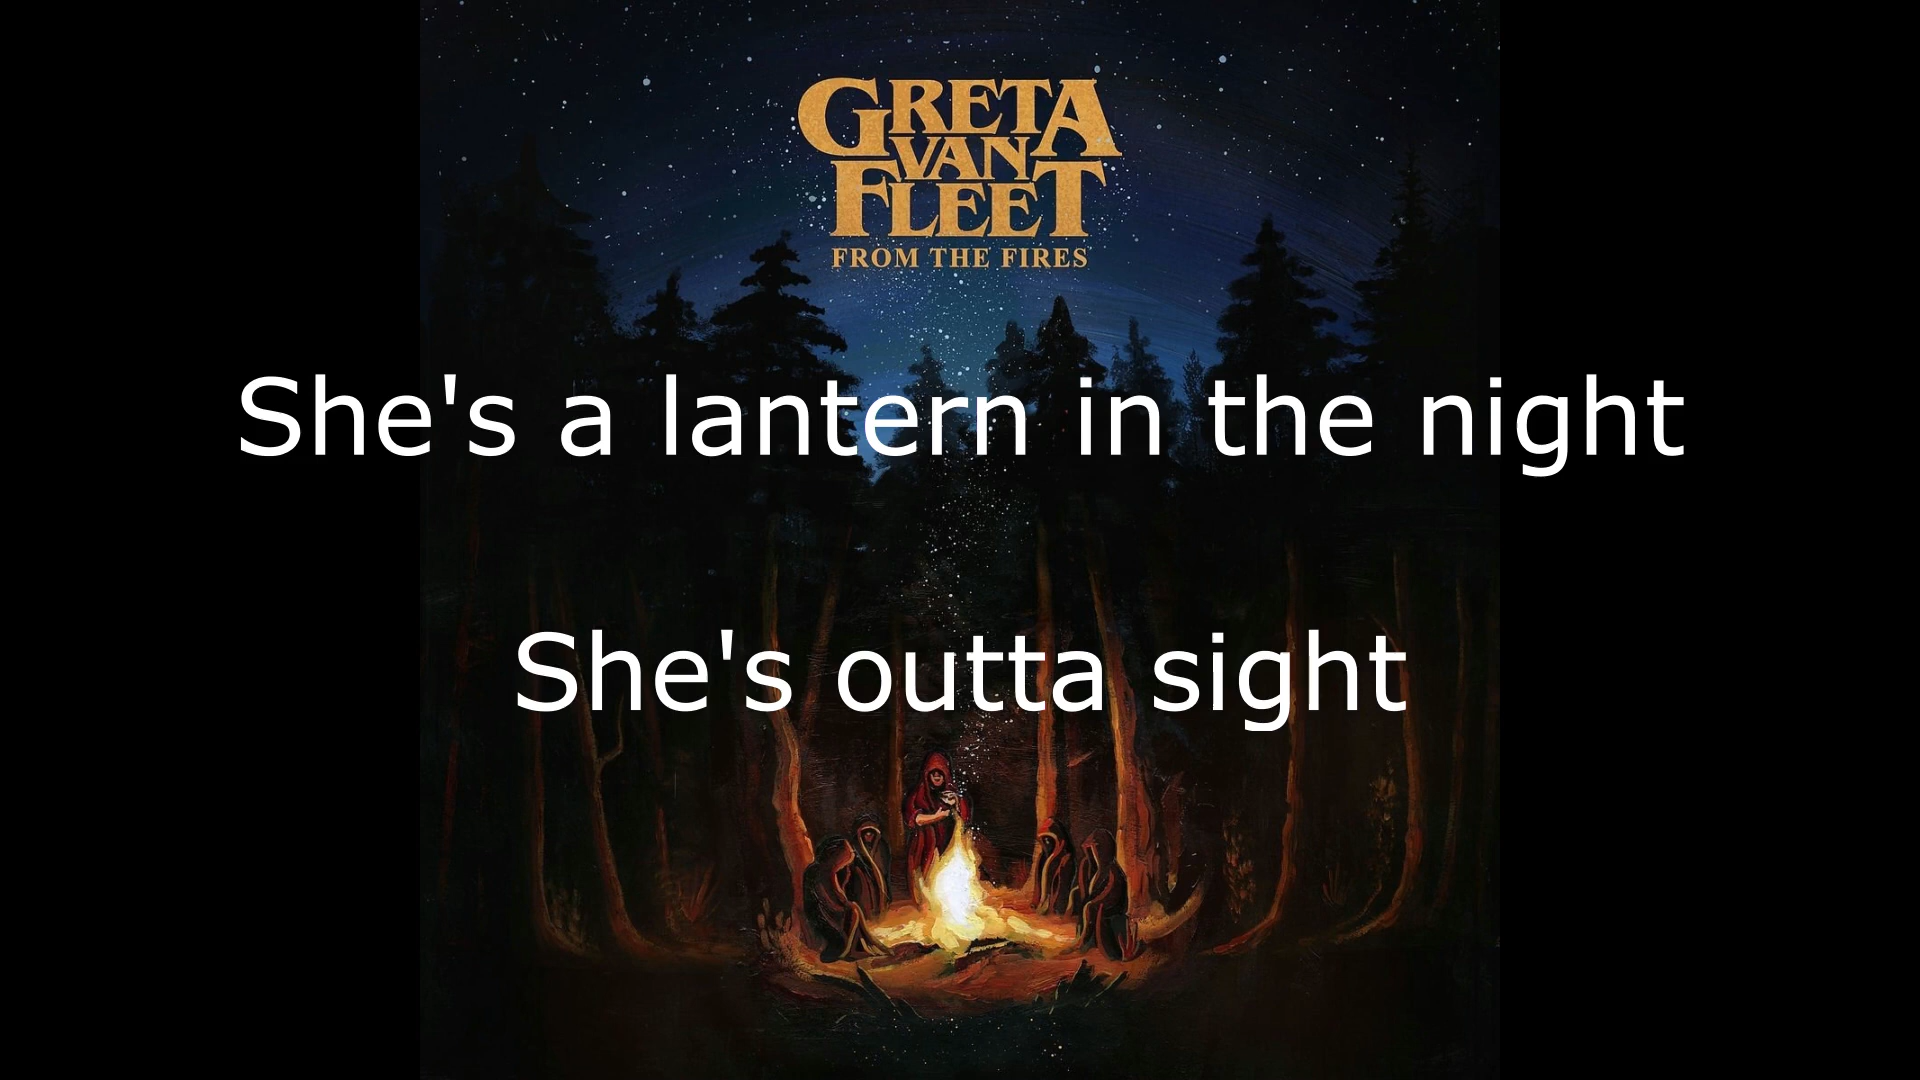 GRETA
VAN
FLEET
FROM THE FIRES
She's a lantern in the night
She's outta sight